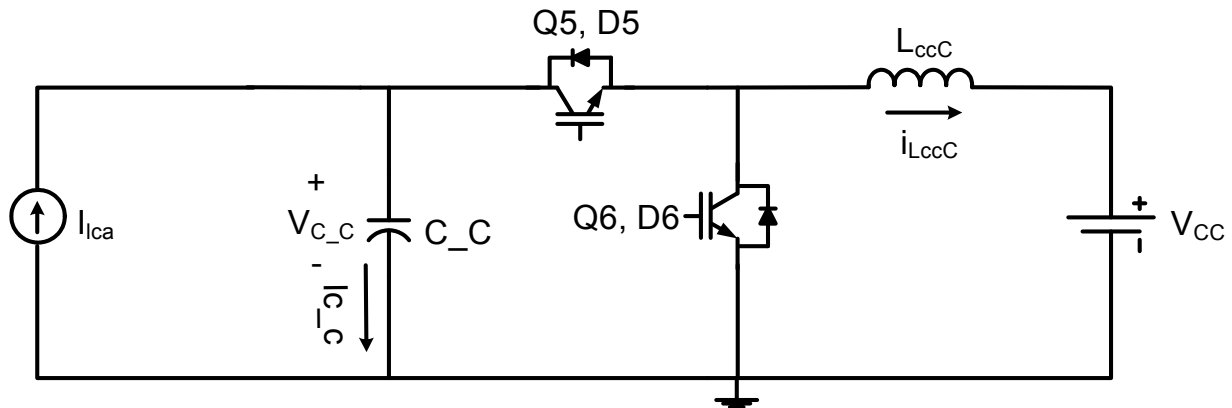 Q5, D5
LccC
iLccC
+
VC_C
-
C_C
Ic_c
Ilca
Q6, D6
+
VCC